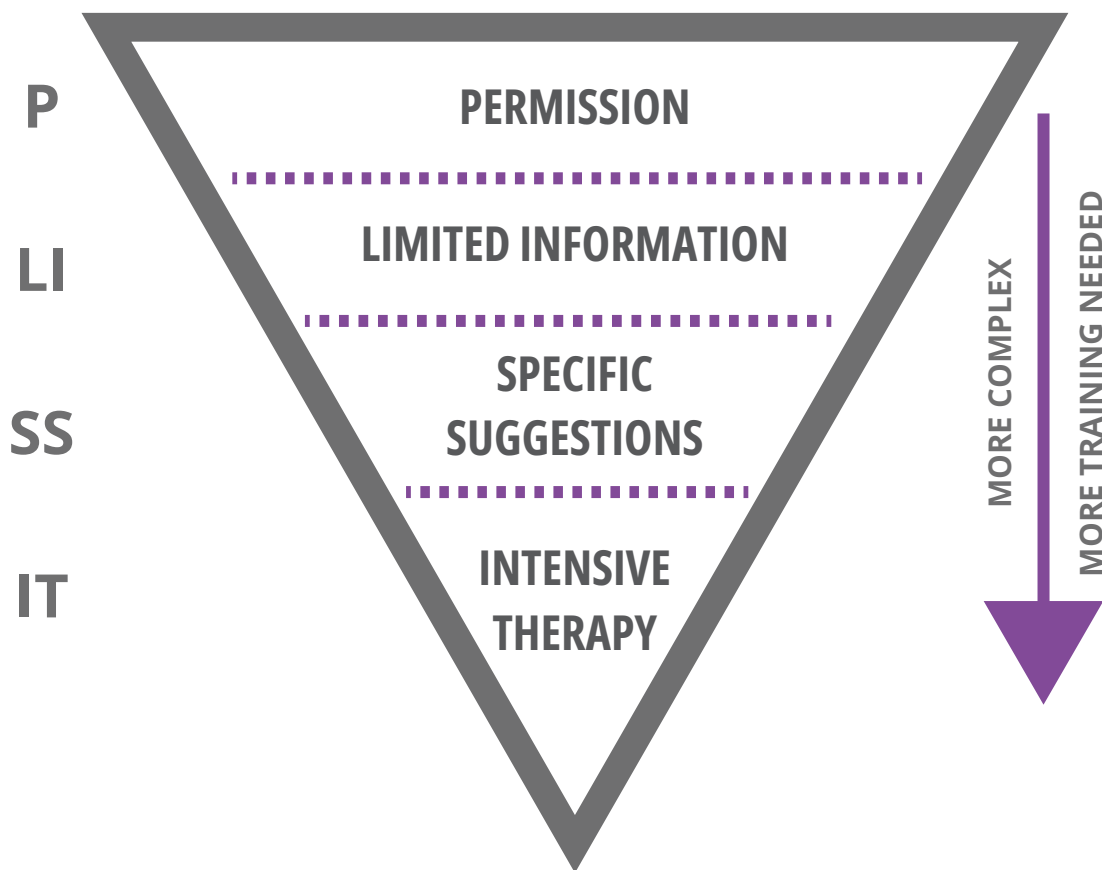 P
PERMISSION
LI
LIMITED INFORMATION
SS
SPECIFIC
SUGGESTIONS
IT
INTENSIVE
THERAPY
MORE COMPLEX
MORE TRAINING NEEDED